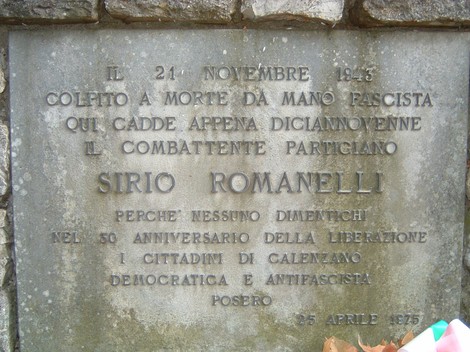 IL 21 NOVEMBRE 1943
COLPITO A MORTE DA MANO FASCISTA
QUI CADDE APPENA DICIANNOVENNE
IL COMBATTENTE PARTIGIANO
SIRIO ROMANELLI
PERCHE' NESSUNO DIMENTICHI
NEL 30 ANNIVERSARIO DELLA LIBERAZIONE
I CITTADINI DI CALENZANO
DEMOCRATICA E ANTIFASCISTA
POSERO
25 APRILE 1975